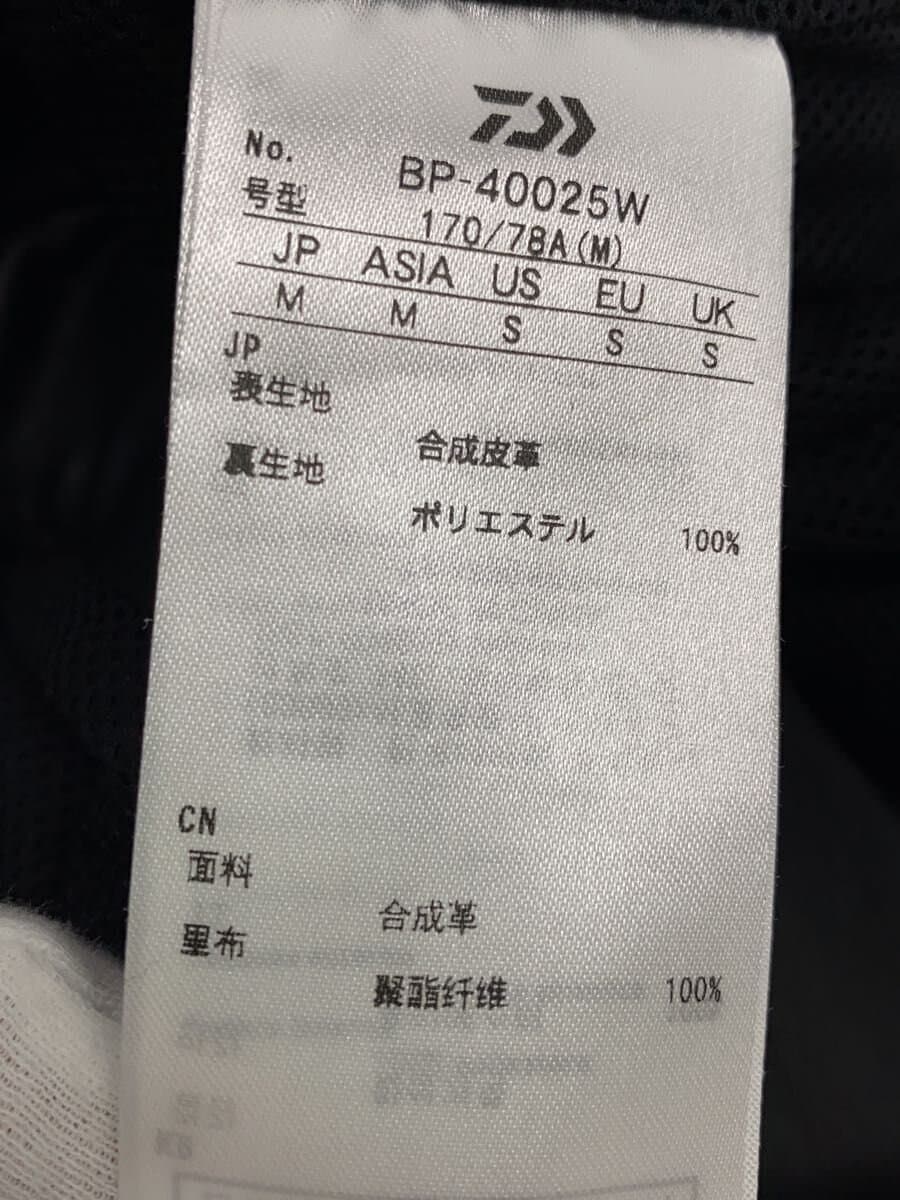 No. BP-40025W
号型 170/78A(M)
JP ASIA US EU UK
M M S S S
JP
表生地
合成皮革
裏生地
ポリエステル 100%
CN
面料
合成革
里布
聚酯纤维 100%